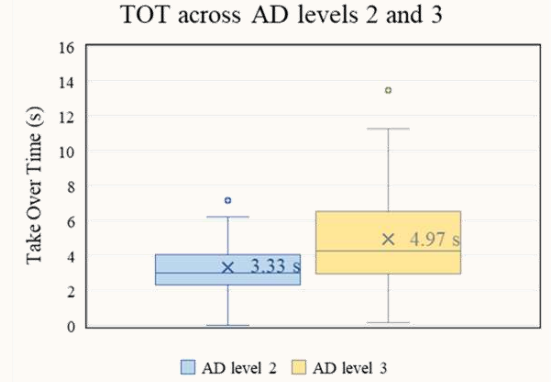 TOT across AD levels 2 and 3
Take Over Time (s)
16
14
12
10
8
6
4
2
0
3.33 s
4.97 s
AD level 2
AD level 3